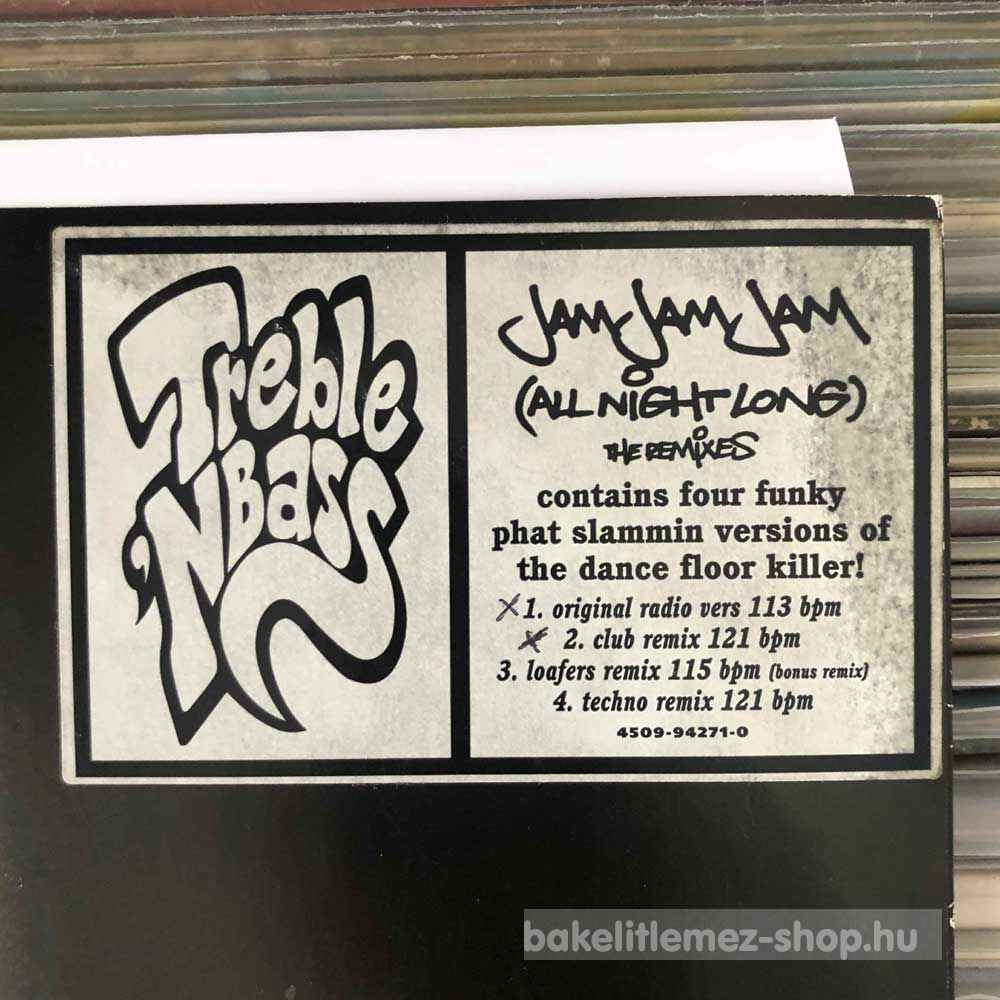 Treble
'N Bass
Jam Jam Jam
(ALL NIGHT LONG)
THE REMIXES
contains four funky
phat slammin versions of
the dance floor killer!
1. original radio vers 113 bpm
2. club remix 121 bpm
3. loafers remix 115 bpm (bonus remix)
4. techno remix 121 bpm
4509-94271-0
bakelitlemez-shop.hu